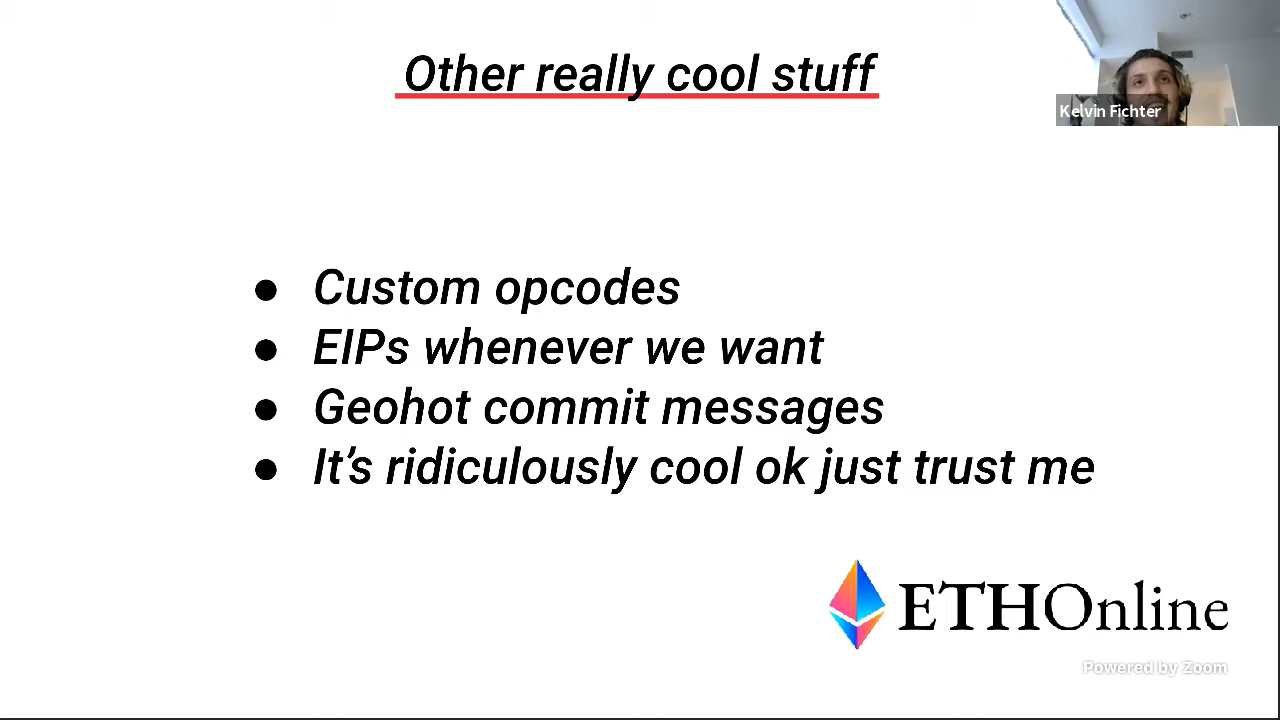 Other really cool stuff
Kelvin Fichter
● Custom opcodes
● EIPs whenever we want
● Geohot commit messages
● It’s ridiculously cool ok just trust me
ETHOnline
Powered by Zoom